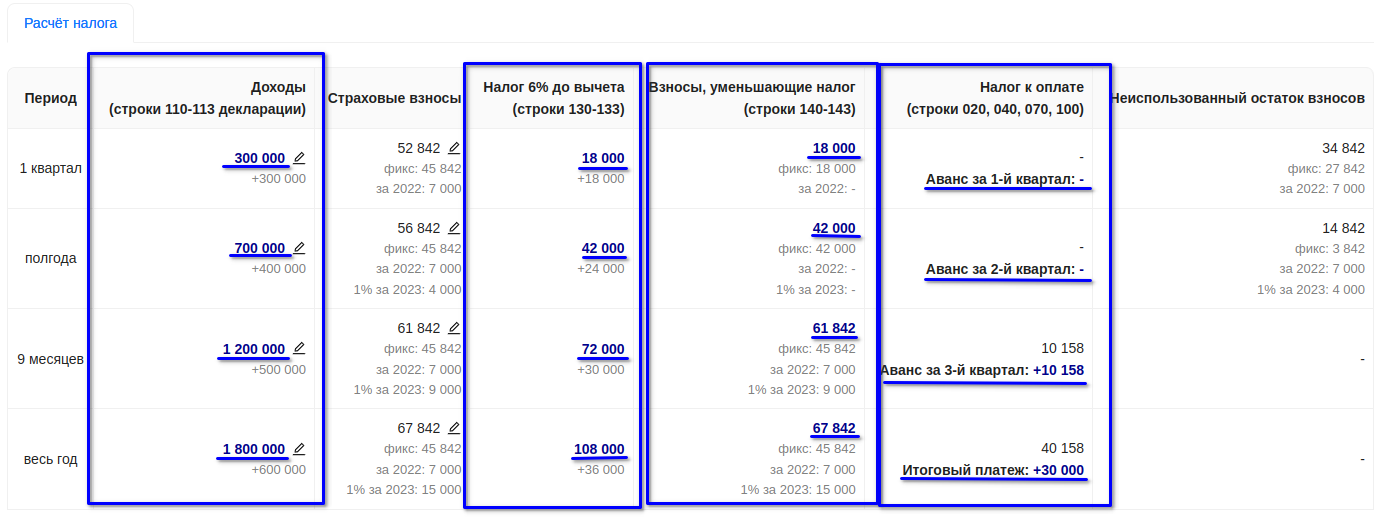 Расчёт налога
Период
Доходы
(строки 110-113 декларации)
Страховые взносы
Налог 6% до вычета
(строки 130-133)
Взносы, уменьшающие налог
(строки 140-143)
Налог к оплате
(строки 020, 040, 070, 100)
Неиспользованный остаток взносов
1 квартал
300 000
+300 000
52 842
фикс: 45 842
за 2022: 7 000
18 000
+18 000
18 000
фикс: 18 000
за 2022: -
-
Аванс за 1-й квартал: -
34 842
фикс: 27 842
за 2022: 7 000
полгода
700 000
+400 000
56 842
фикс: 45 842
за 2022: 7 000
1% за 2023: 4 000
42 000
+24 000
42 000
фикс: 42 000
за 2022: -
1% за 2023: -
-
Аванс за 2-й квартал: -
14 842
фикс: 3 842
за 2022: 7 000
1% за 2023: 4 000
9 месяцев
1 200 000
+500 000
61 842
фикс: 45 842
за 2022: 7 000
1% за 2023: 9 000
72 000
+30 000
61 842
фикс: 45 842
за 2022: 7 000
1% за 2023: 9 000
10 158
Аванс за 3-й квартал: +10 158
-
весь год
1 800 000
+600 000
67 842
фикс: 45 842
за 2022: 7 000
1% за 2023: 15 000
108 000
+36 000
67 842
фикс: 45 842
за 2022: 7 000
1% за 2023: 15 000
40 158
Итоговый платеж: +30 000
-